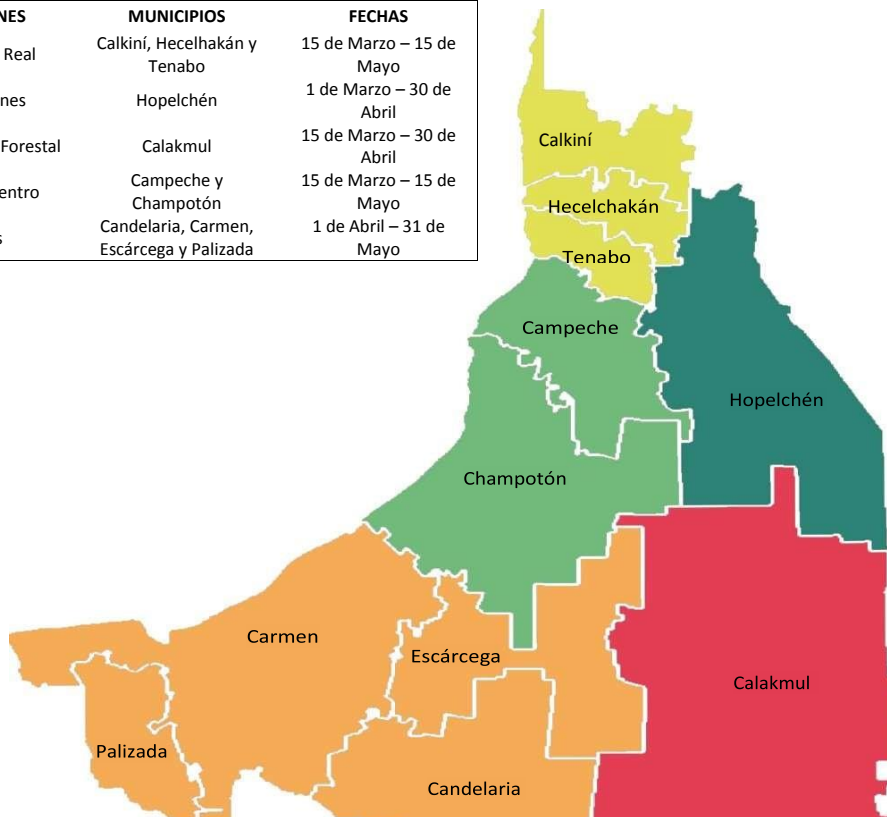 NES MUNICIPIOS FECHAS
Real Calkiní, Hecelhakán y Tenabo 15 de Marzo – 15 de Mayo
nes Hopelchén 1 de Marzo – 30 de Abril
Forestal Calakmul 15 de Marzo – 30 de Abril
entro Campeche y Champotón 15 de Marzo – 15 de Mayo
s Candelaria, Carmen, Escárcega y Palizada 1 de Abril – 31 de Mayo
Calkiní
Hecelchakán
Tenabo
Campeche
Hopelchén
Champotón
Carmen
Escárcega
Calakmul
Palizada
Candelaria